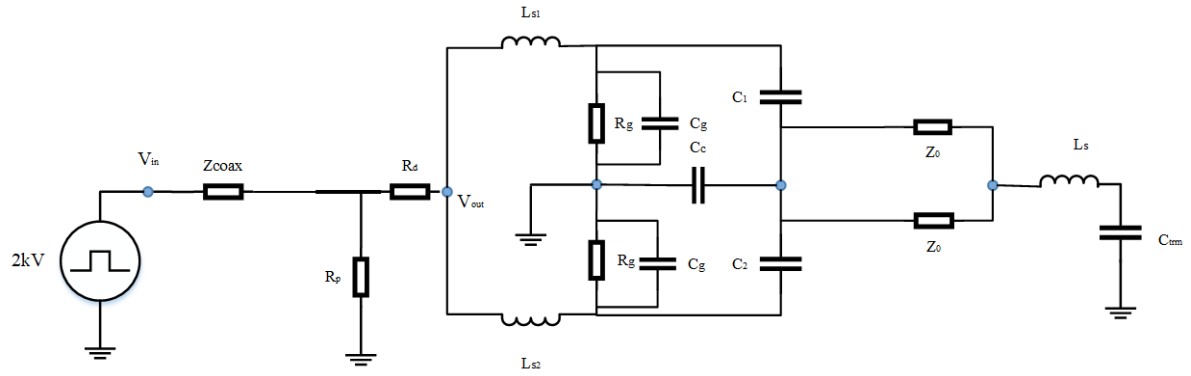 Ls1
C1
Rg
Cg
Cc
Z0
Ls
Vin
Zcoax
Rd
Vout
2kV
Rp
Rg
Cg
C2
Z0
Ctrm
Ls2